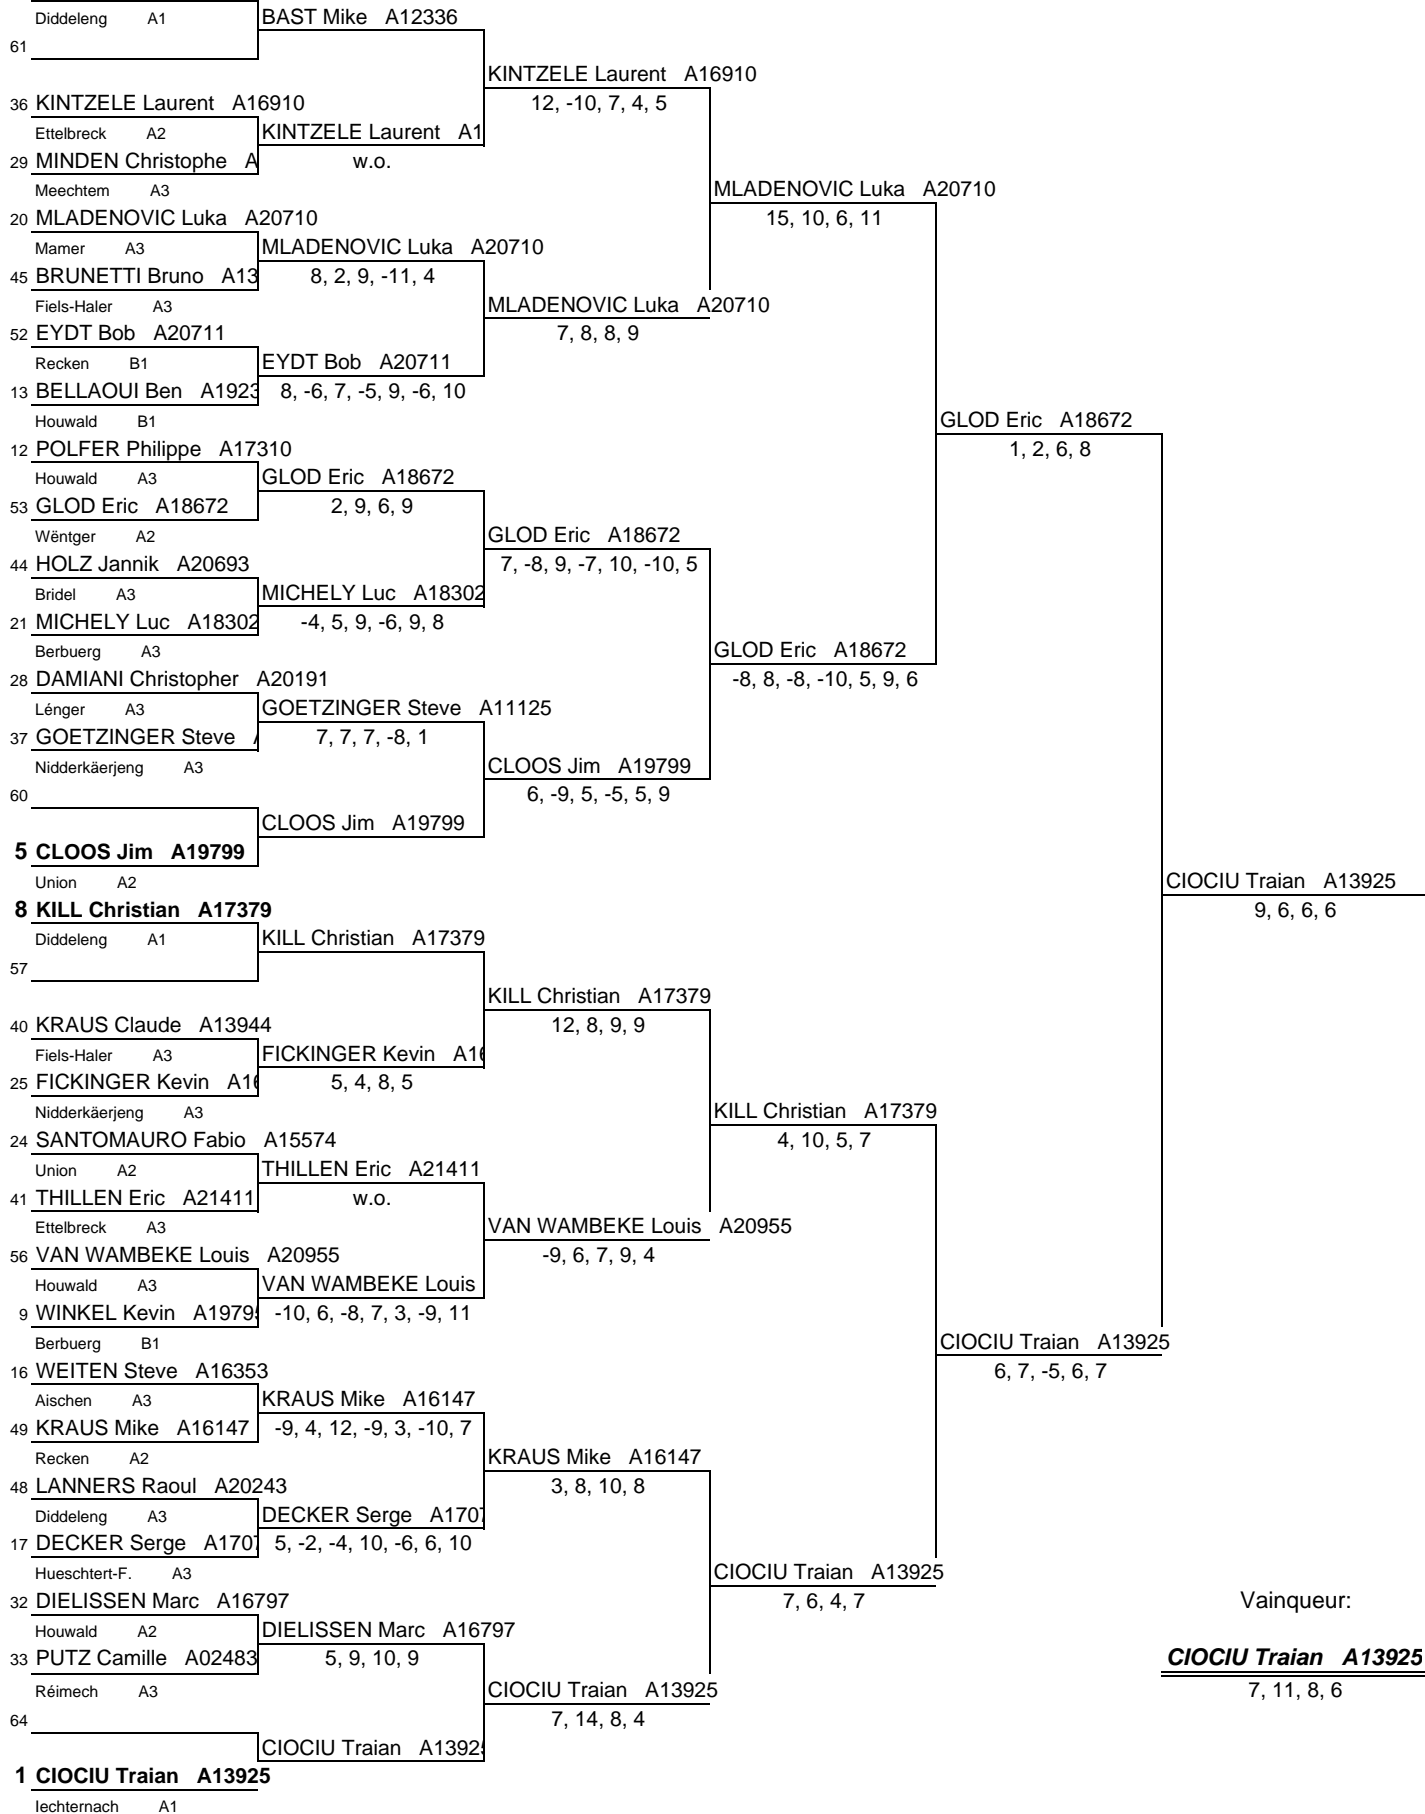 Diddeleng A1 BAST Mike A12336
61
KINTZELE Laurent A16910
36 KINTZELE Laurent A16910 12, -10, 7, 4, 5
Ettelbreck A2 KINTZELE Laurent A1
29 MINDEN Christophe A w.o.
Meechtem A3 MLADENOVIC Luka A20710
20 MLADENOVIC Luka A20710 15, 10, 6, 11
Mamer A3 MLADENOVIC Luka A20710
45 BRUNETTI Bruno A13 8, 2, 9, -11, 4
Fiels-Haler A3 MLADENOVIC Luka A20710
52 EYDT Bob A20711 7, 8, 8, 9
Recken B1 EYDT Bob A20711
13 BELLAOUI Ben A1923 8, -6, 7, -5, 9, -6, 10
Houwald B1 GLOD Eric A18672
12 POLFER Philippe A17310 1, 2, 6, 8
Houwald A3 GLOD Eric A18672
53 GLOD Eric A18672 2, 9, 6, 9
Wëntger A2 GLOD Eric A18672
44 HOLZ Jannik A20693 7, -8, 9, -7, 10, -10, 5
Bridel A3 MICHELY Luc A18302
21 MICHELY Luc A18302 -4, 5, 9, -6, 9, 8
Berbuerg A3 GLOD Eric A18672
28 DAMIANI Christopher A20191 -8, 8, -8, -10, 5, 9, 6
Lénger A3 GOETZINGER Steve A11125
37 GOETZINGER Steve 7, 7, 7, -8, 1
Nidderkäerjeng A3 CLOOS Jim A19799
60 6, -9, 5, -5, 5, 9
CLOOS Jim A19799
5 CLOOS Jim A19799
Union A2 CIOCIU Traian A13925
8 KILL Christian A17379 9, 6, 6, 6
Diddeleng A1 KILL Christian A17379
57
KILL Christian A17379
40 KRAUS Claude A13944 12, 8, 9, 9
Fiels-Haler A3 FICKINGER Kevin A16
25 FICKINGER Kevin A16 5, 4, 8, 5
Nidderkäerjeng A3 KILL Christian A17379
24 SANTOMAURO Fabio A15574 4, 10, 5, 7
Union A2 THILLEN Eric A21411
41 THILLEN Eric A21411 w.o.
Ettelbreck A3 VAN WAMBEKE Louis A20955
56 VAN WAMBEKE Louis A20955 -9, 6, 7, 9, 4
Houwald A3 VAN WAMBEKE Louis
9 WINKEL Kevin A19795 -10, 6, -8, 7, 3, -9, 11
Berbuerg B1 CIOCIU Traian A13925
16 WEITEN Steve A16353 6, 7, -5, 6, 7
Aischen A3 KRAUS Mike A16147
49 KRAUS Mike A16147 -9, 4, 12, -9, 3, -10, 7
Recken A2 KRAUS Mike A16147
48 LANNERS Raoul A20243 3, 8, 10, 8
Diddeleng A3 DECKER Serge A1707
17 DECKER Serge A1707 5, -2, -4, 10, -6, 6, 10
Hueschtert-F. A3 CIOCIU Traian A13925
32 DIELISSEN Marc A16797 7, 6, 4, 7 Vainqueur:
Houwald A2 DIELISSEN Marc A16797
33 PUTZ Camille A02483 5, 9, 10, 9 CIOCIU Traian A13925
Réimech A3 CIOCIU Traian A13925 7, 11, 8, 6
64 7, 14, 8, 4
CIOCIU Traian A13925
1 CIOCIU Traian A13925
Iechternach A1